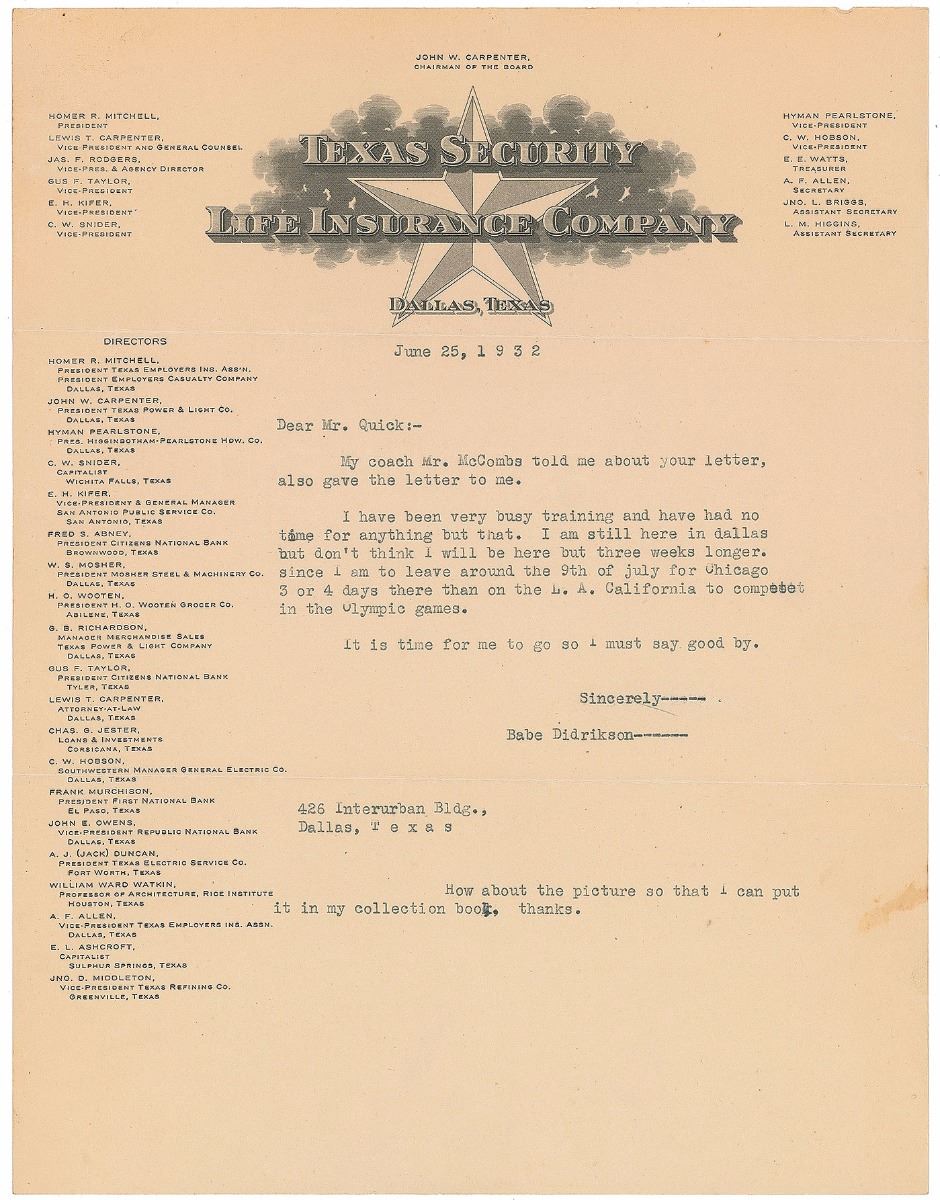 JOHN W. CARPENTER,
CHAIRMAN OF THE BOARD
HOMER R. MITCHELL,
PRESIDENT
LEWIS T. CARPENTER,
VICE PRESIDENT AND GENERAL COUNSEL
JAS. F. RODGERS,
VICE-PRES. & AGENCY DIRECTOR
GUS F. TAYLOR,
VICE-PRESIDENT
E. H. KIFER,
VICE-PRESIDENT
C. W. SNIDER,
VICE-PRESIDENT
TEXAS SECURITY
LIFE INSURANCE COMPANY
DALLAS, TEXAS
HYMAN PEARLSTONE,
VICE-PRESIDENT
C. W. HOBSON,
VICE-PRESIDENT
E. E. WATTS,
TREASURER
A. F. ALLEN,
SECRETARY
JNO. L. BRIGGS,
ASSISTANT SECRETARY
L. M. HIGGINS,
ASSISTANT SECRETARY
DIRECTORS
HOMER R. MITCHELL,
PRESIDENT TEXAS EMPLOYERS INS. ASS'N.
PRESIDENT EMPLOYERS CASUALTY COMPANY
DALLAS, TEXAS
JOHN W. CARPENTER,
PRESIDENT TEXAS POWER & LIGHT CO.
DALLAS, TEXAS
HYMAN PEARLSTONE,
PRES. HIGGINBOTHAM-PEARLSTONE HDW. CO.
DALLAS, TEXAS
C. W. SNIDER,
CAPITALIST
WICHITA FALLS, TEXAS
E. H. KIFER,
VICE-PRESIDENT & GENERAL MANAGER
SAN ANTONIO PUBLIC SERVICE CO.
SAN ANTONIO, TEXAS
FRED S. ABNEY,
PRESIDENT CITIZENS NATIONAL BANK
BROWNWOOD, TEXAS
W. S. MOSHER,
PRESIDENT MOSHER STEEL & MACHINERY CO.
DALLAS, TEXAS
H. O. WOOTEN,
PRESIDENT H. O. WOOTEN GROCER CO.
ABILENE, TEXAS
G. B. RICHARDSON,
MANAGER MERCHANDISE SALES
TEXAS POWER & LIGHT COMPANY
DALLAS, TEXAS
GUS F. TAYLOR,
PRESIDENT CITIZENS NATIONAL BANK
TYLER, TEXAS
LEWIS T. CARPENTER,
ATTORNEY-AT-LAW
DALLAS, TEXAS
CHAS. G. JESTER,
LOANS & INVESTMENTS
CORSICANA, TEXAS
C. W. HOBSON,
SOUTHWESTERN MANAGER GENERAL ELECTRIC CO.
DALLAS, TEXAS
FRANK MURCHISON,
PRESIDENT FIRST NATIONAL BANK
EL PASO, TEXAS
JOHN E. OWENS,
VICE-PRESIDENT REPUBLIC NATIONAL BANK
DALLAS, TEXAS
A. J. (JACK) DUNCAN,
PRESIDENT TEXAS ELECTRIC SERVICE CO.
FORT WORTH, TEXAS
WILLIAM WARD WATKIN,
PROFESSOR OF ARCHITECTURE, RICE INSTITUTE
HOUSTON, TEXAS
A. F. ALLEN,
VICE-PRESIDENT TEXAS EMPLOYERS INS. ASSN.
DALLAS, TEXAS
E. L. ASHCROFT,
CAPITALIST
SULPHUR SPRINGS, TEXAS
JNO. D. MIDDLETON,
VICE-PRESIDENT TEXAS REFINING CO.
GREENVILLE, TEXAS
June 25, 1 9 3 2
Dear Mr. Quick:-
My coach Mr. McCombs told me about your letter,
also gave the letter to me.
I have been very busy training and have had no
time for anything but that. I am still here in dallas
but don't think I will be here but three weeks longer.
since I am to leave around the 9th of july for Chicago
3 or 4 days there than on the L. A. California to competet
in the Olympic games.
It is time for me to go so I must say good by.
Sincerely-----
Babe Didrikson------
426 Interurban Bldg.,
Dallas, T e x a s
How about the picture so that I can put
it in my collection book, thanks.